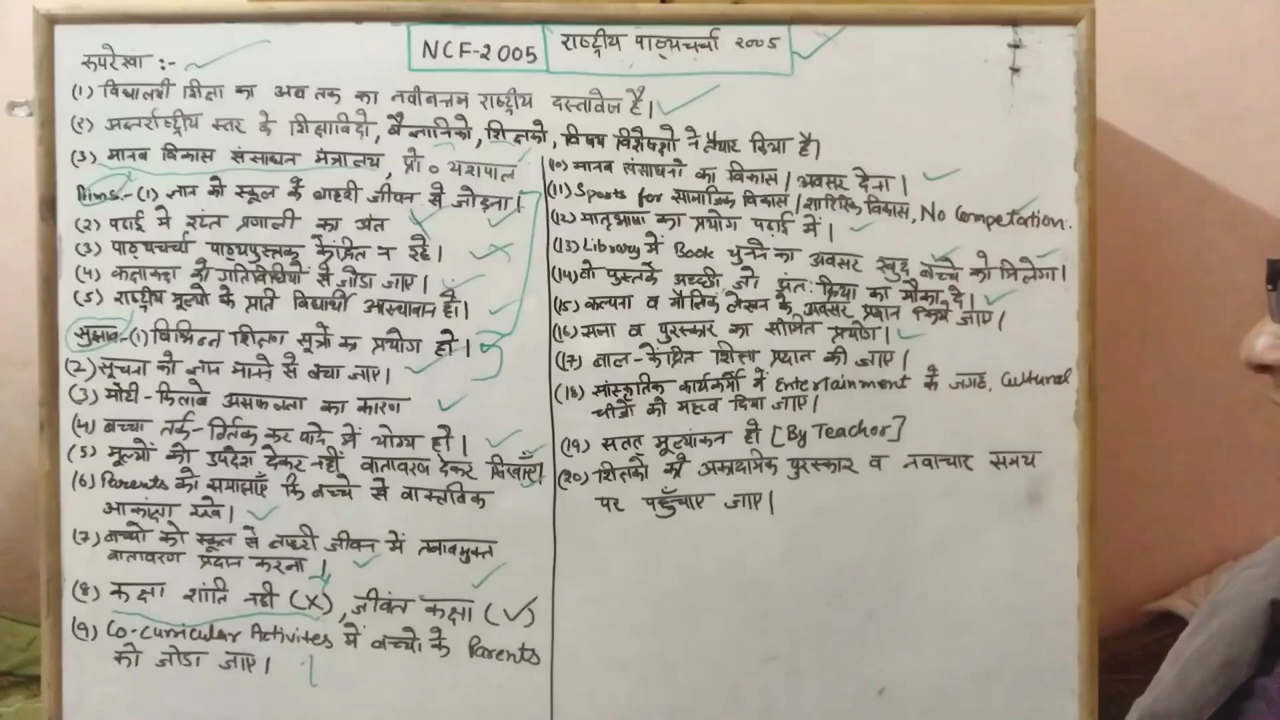 NCF-2005 राष्ट्रीय पाठ्यचर्चा 2005
रूपरेखा :-
(1) विद्यालयी शिक्षा का अब तक का नवीनतम राष्ट्रीय दस्तावेज है।
(2) अन्तर्राष्ट्रीय स्तर के शिक्षाविदो, वैज्ञानिको, शिक्षको, विषय विशेषज्ञो ने तैयार किया है।
(3) मानव विकास संसाधन मंत्रालय, प्रो० यशपाल
Aims:- (1) ज्ञान को स्कूल के बाहरी जीवन से जोड़ना।
(2) पढाई मे रटंत प्रणाली का अंत
(3) पाठ्यचर्चा पाठ्यपुस्तक केंद्रित न रहे।
(4) कक्षाकक्ष को गतिविधियों से जोडा जाए।
(5) राष्ट्रीय मूल्यो के प्रति विद्यार्थी आस्थावान हो।
सुझाव-(1) विभिन्न शिक्षण सूत्रो का प्रयोग हो।
(2) सूचना को ज्ञान मानने से बचा जाए।
(3) मोटी-किताबे असफलता का कारण
(4) बच्चा तर्क-वितर्क कर पाने में योग्य हो।
(5) मूल्यों को उपदेश देकर नहीं वातावरण देकर सिखाएँ।
(6) Parents को समझाएँ कि बच्चे से वास्तविक
आकांक्षा रखे।
(7) बच्चो को स्कूल से बाहरी जीवन में तनावमुक्त
वातावरण प्रदान करना।
(8) कक्षा शांति नही (X), जीवंत कक्षा (✓)
(9) Co-curricular Activites में बच्चो के Parents
को जोडा जाए।
(10) मानव संसाधनो का विकास / अवसर देना।
(11) Sports for सामाजिक विकास / शारिरिक विकास, No Competation.
(12) मातृभाषा का प्रयोग पढाई में।
(13) Library में Book चुनने का अवसर खुद बच्चे को मिलेगा।
(14) वो पुस्तके अच्छी जो अंतः क्रिया का मौका दे।
(15) कल्पना व मौलिक लेखन के अवसर प्रदान किये जाए।
(16) सजा व पुरस्कार का सीमित प्रयोग।
(17) बाल-केंद्रित शिक्षा प्रदान की जाए।
(18) सांस्कृतिक कार्यक्रमों में Entertainment के जगह, Cultural
चीजों को महत्व दिया जाए।
(19) सतत् मूल्यांकन हो [By Teacher]
(20) शिक्षको को अकादमिक पुरस्कार व नवाचार समय
पर पहुँचाए जाए।